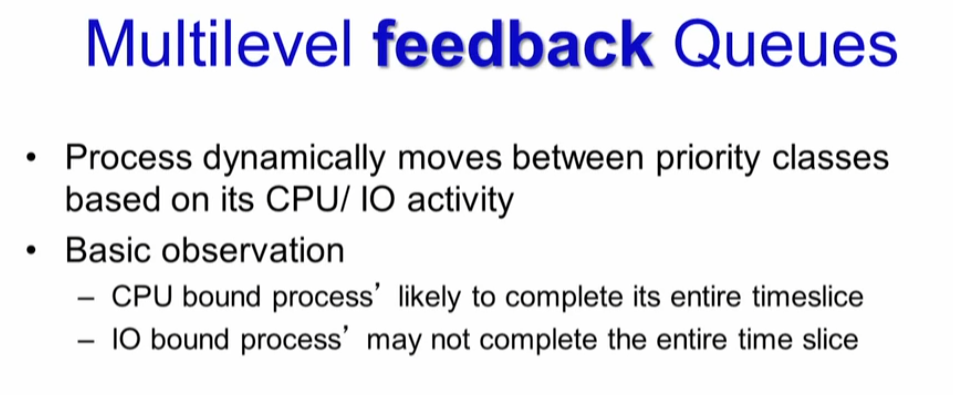 Multilevel feedback Queues
• Process dynamically moves between priority classes
based on its CPU/ IO activity
• Basic observation
– CPU bound process’ likely to complete its entire timeslice
– IO bound process’ may not complete the entire time slice